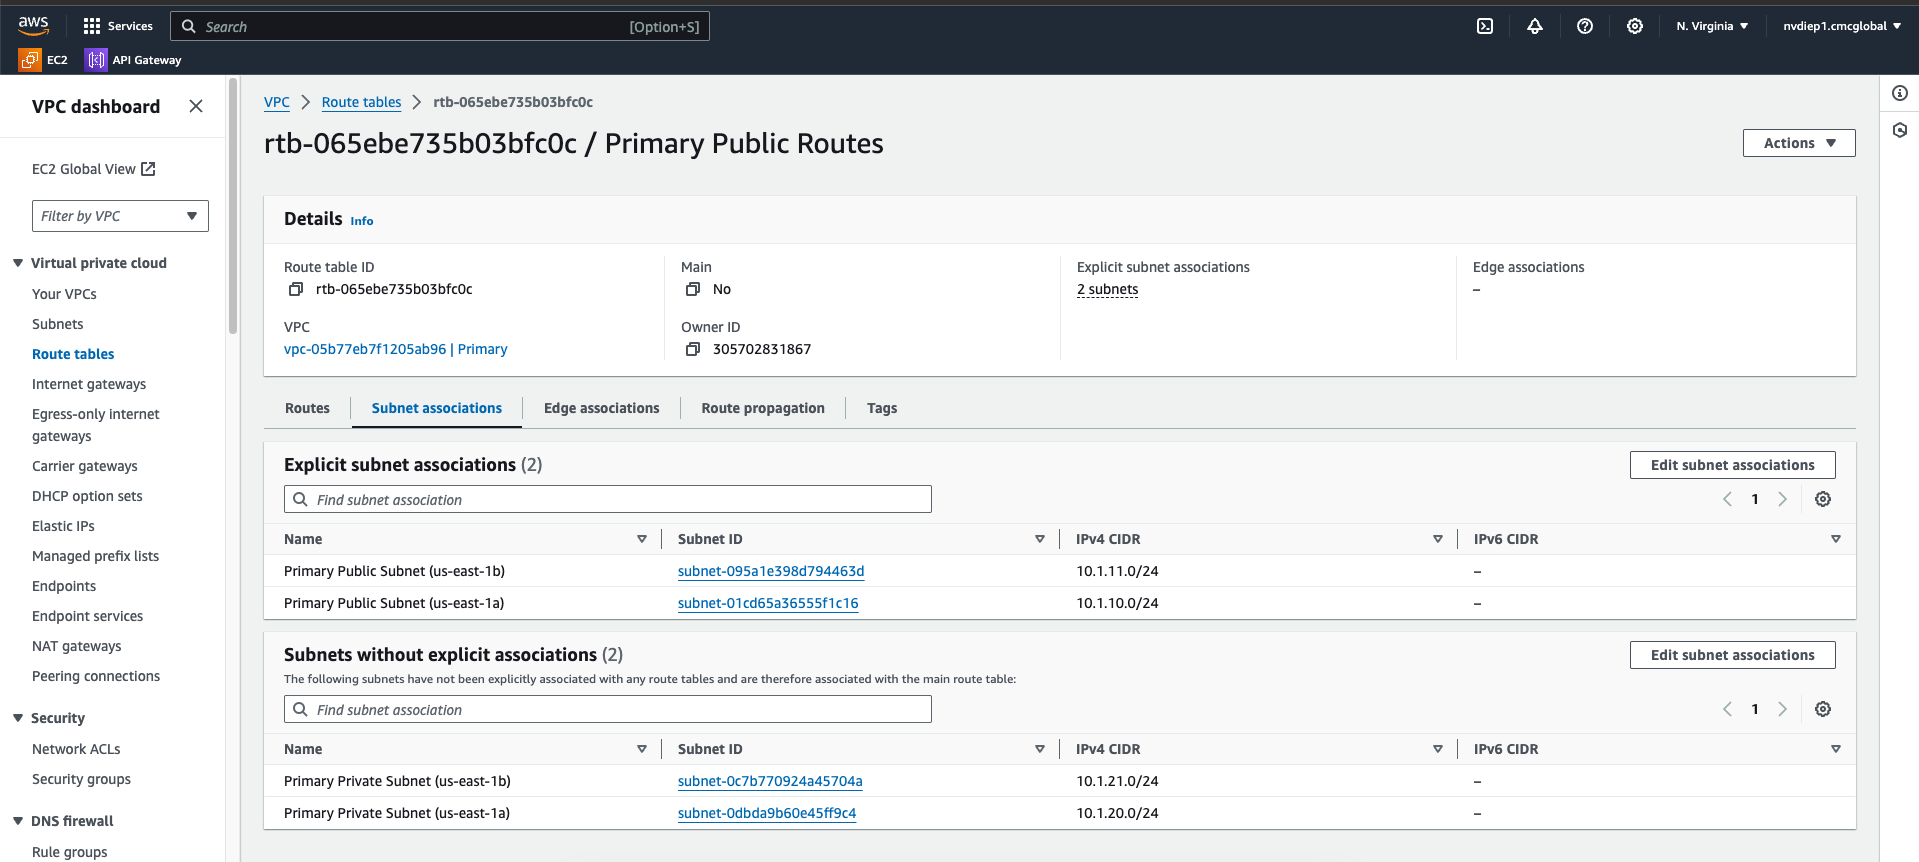 aws
Services
Search
[Option+S]
N. Virginia
nvdiep1.cmcglobal
EC2
API Gateway
VPC dashboard
EC2 Global View
Filter by VPC
Virtual private cloud
Your VPCs
Subnets
Route tables
Internet gateways
Egress-only internet
gateways
Carrier gateways
DHCP option sets
Elastic IPs
Managed prefix lists
Endpoints
Endpoint services
NAT gateways
Peering connections
Security
Network ACLs
Security groups
DNS firewall
Rule groups
VPC Route tables rtb-065ebe735b03bfc0c
rtb-065ebe735b03bfc0c / Primary Public Routes
Actions
Details Info
Route table ID
rtb-065ebe735b03bfc0c
Main
No
Explicit subnet associations
2 subnets
Edge associations
–
VPC
vpc-05b77eb7f1205ab96 | Primary
Owner ID
305702831867
Routes Subnet associations Edge associations Route propagation Tags
Explicit subnet associations (2)
Edit subnet associations
Find subnet association
1
Name Subnet ID IPv4 CIDR IPv6 CIDR
Primary Public Subnet (us-east-1b) subnet-095a1e398d794463d 10.1.11.0/24 –
Primary Public Subnet (us-east-1a) subnet-01cd65a36555f1c16 10.1.10.0/24 –
Subnets without explicit associations (2)
Edit subnet associations
The following subnets have not been explicitly associated with any route tables and are therefore associated with the main route table:
Find subnet association
1
Name Subnet ID IPv4 CIDR IPv6 CIDR
Primary Private Subnet (us-east-1b) subnet-0c7b770924a45704a 10.1.21.0/24 –
Primary Private Subnet (us-east-1a) subnet-0dbda9b60e45ff9c4 10.1.20.0/24 –